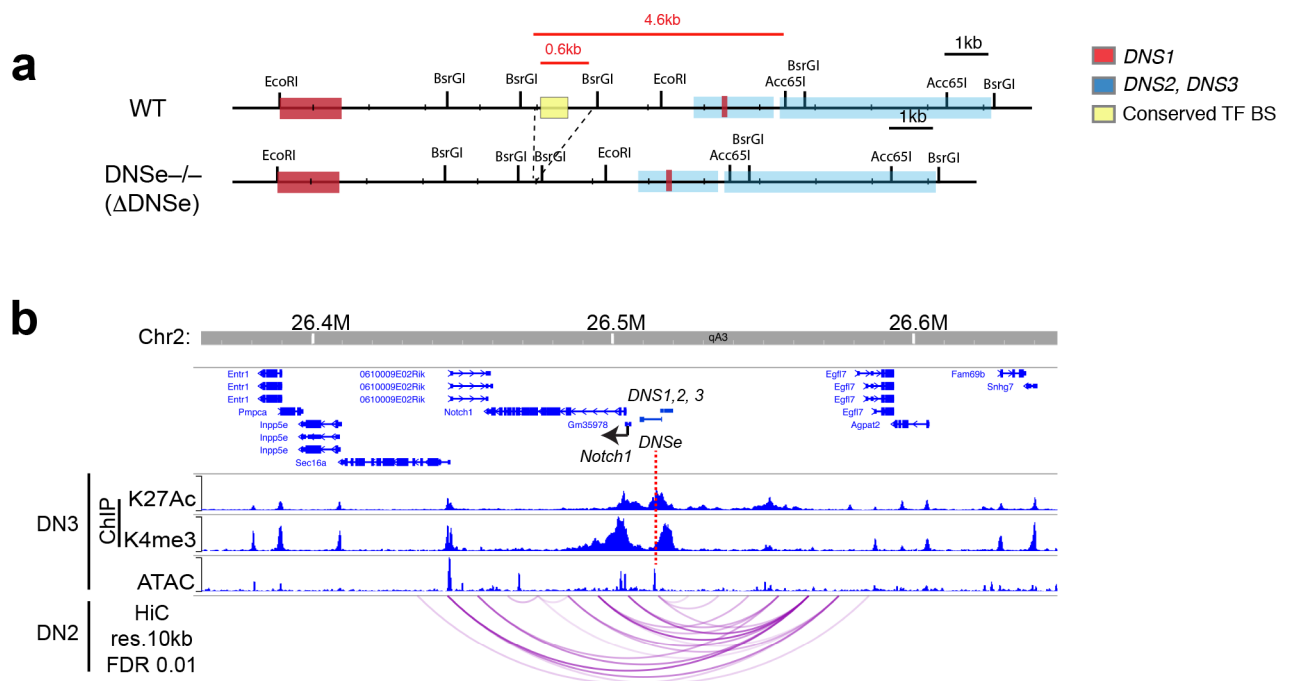 4.6kb
a
0.6kb
1kb
DNS1
EcoRI
BsrGI
BsrGI
BsrGI
EcoRI
Acc65I
BsrGI
Acc65I
BsrGI
DNS2, DNS3
WT
Conserved TF BS
1kb
EcoRI
BsrGI
BsrGI
BsrGI
EcoRI
Acc65I
BsrGI
Acc65I
BsrGI
DNSe–/–
(ΔDNSe)
b
26.4M
26.5M
26.6M
Chr2:
qA3
Entr1
0610009E02Rik
Egfl7
Fam69b
Entr1
0610009E02Rik
Egfl7
Snhg7
Entr1
0610009E02Rik
DNS1,2, 3
Egfl7
Pmpca
Notch1
Egfl7
Inpp5e
Gm35978
Agpat2
Inpp5e
DNSe
Inpp5e
Notch1
Sec16a
DN3
ChIP
K27Ac
K4me3
ATAC
DN2
HiC
res.10kb
FDR 0.01